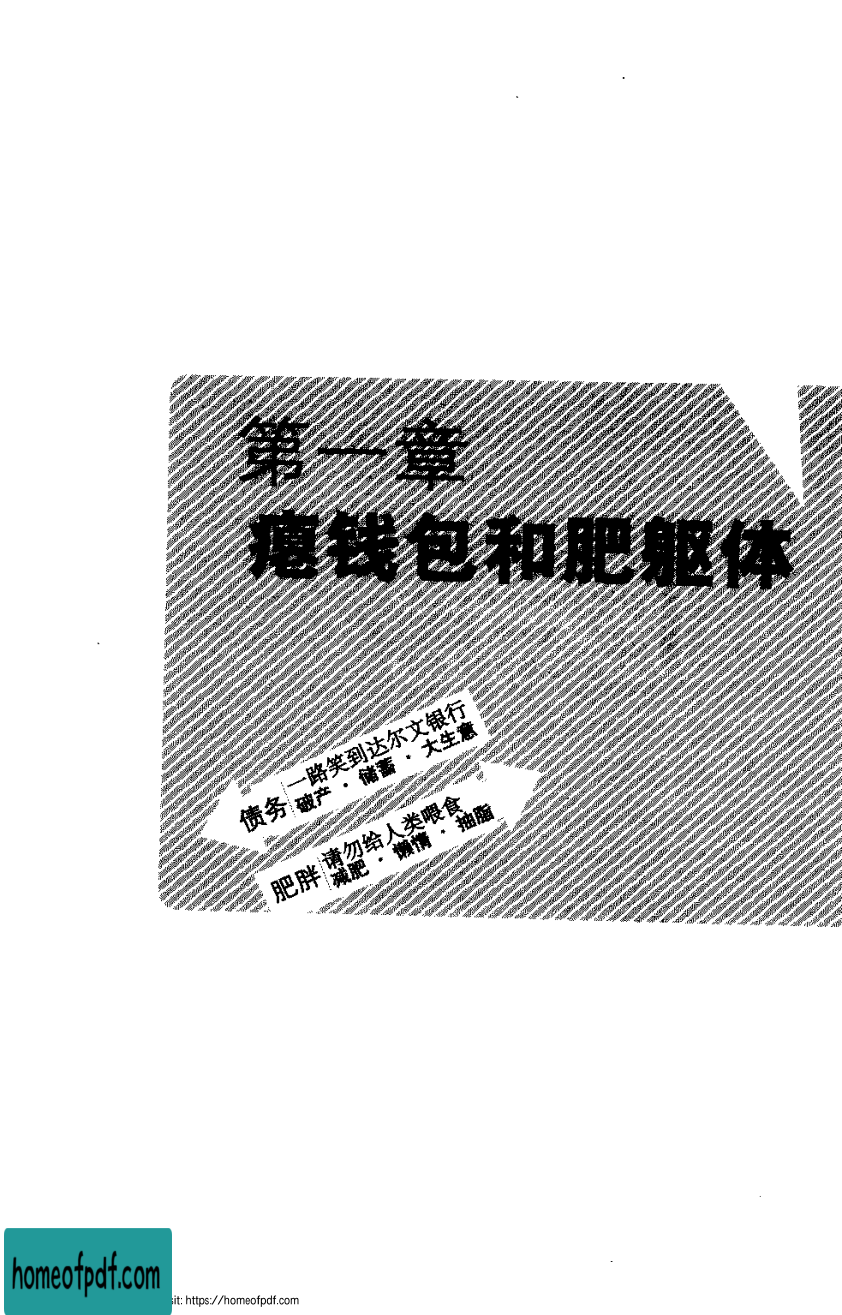 第一章
瘪钱包和肥躯体
债务
一路笑到达尔文银行
破产·储蓄·大生意
肥胖
请勿给人类喂食
减肥·懒惰·抽脂
homeofpdf.com
sit: https://homeofpdf.com